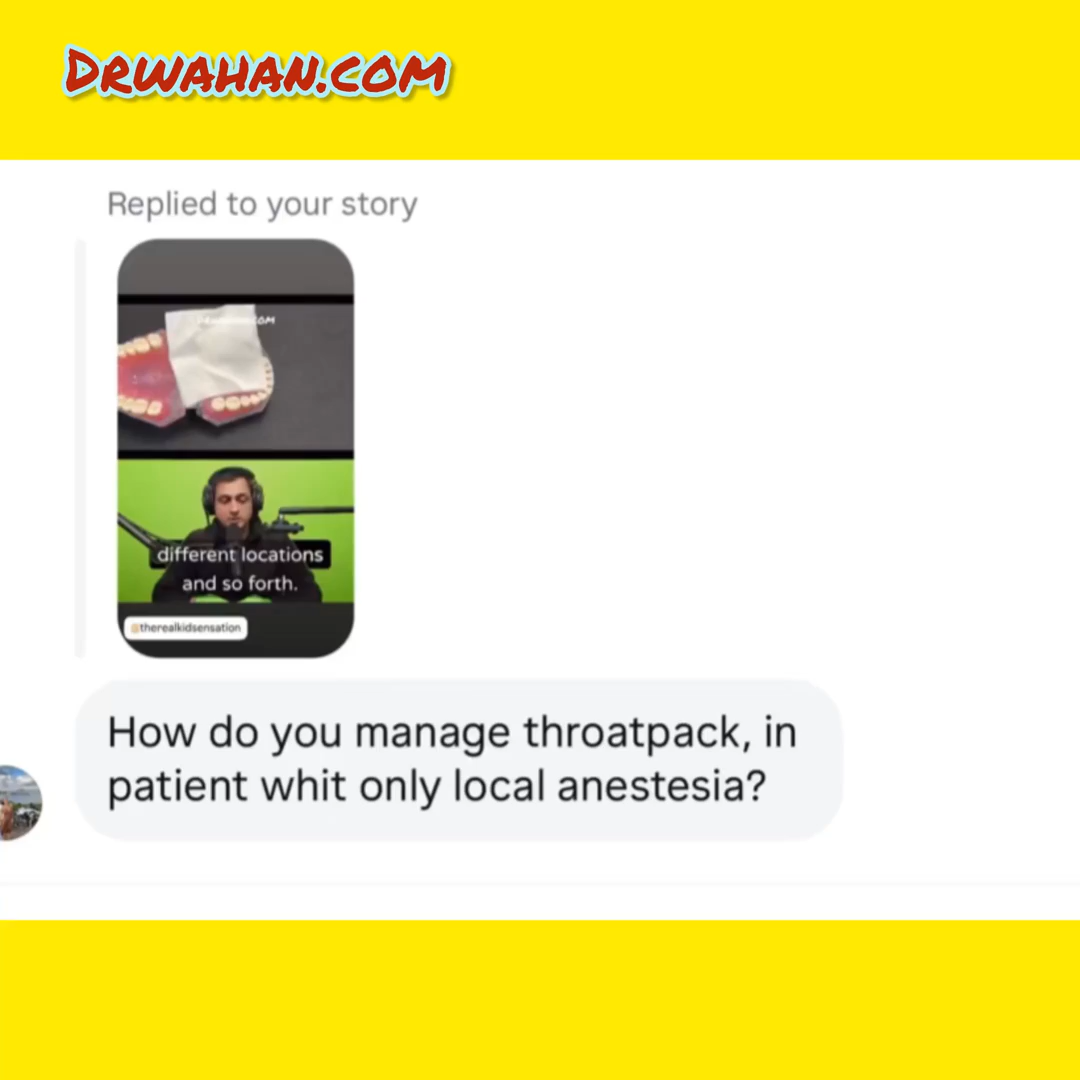 DRWAHAN.COM
Replied to your story
different locations
and so forth.
@therealkidsensation
How do you manage throatpack, in
patient whit only local anestesia?